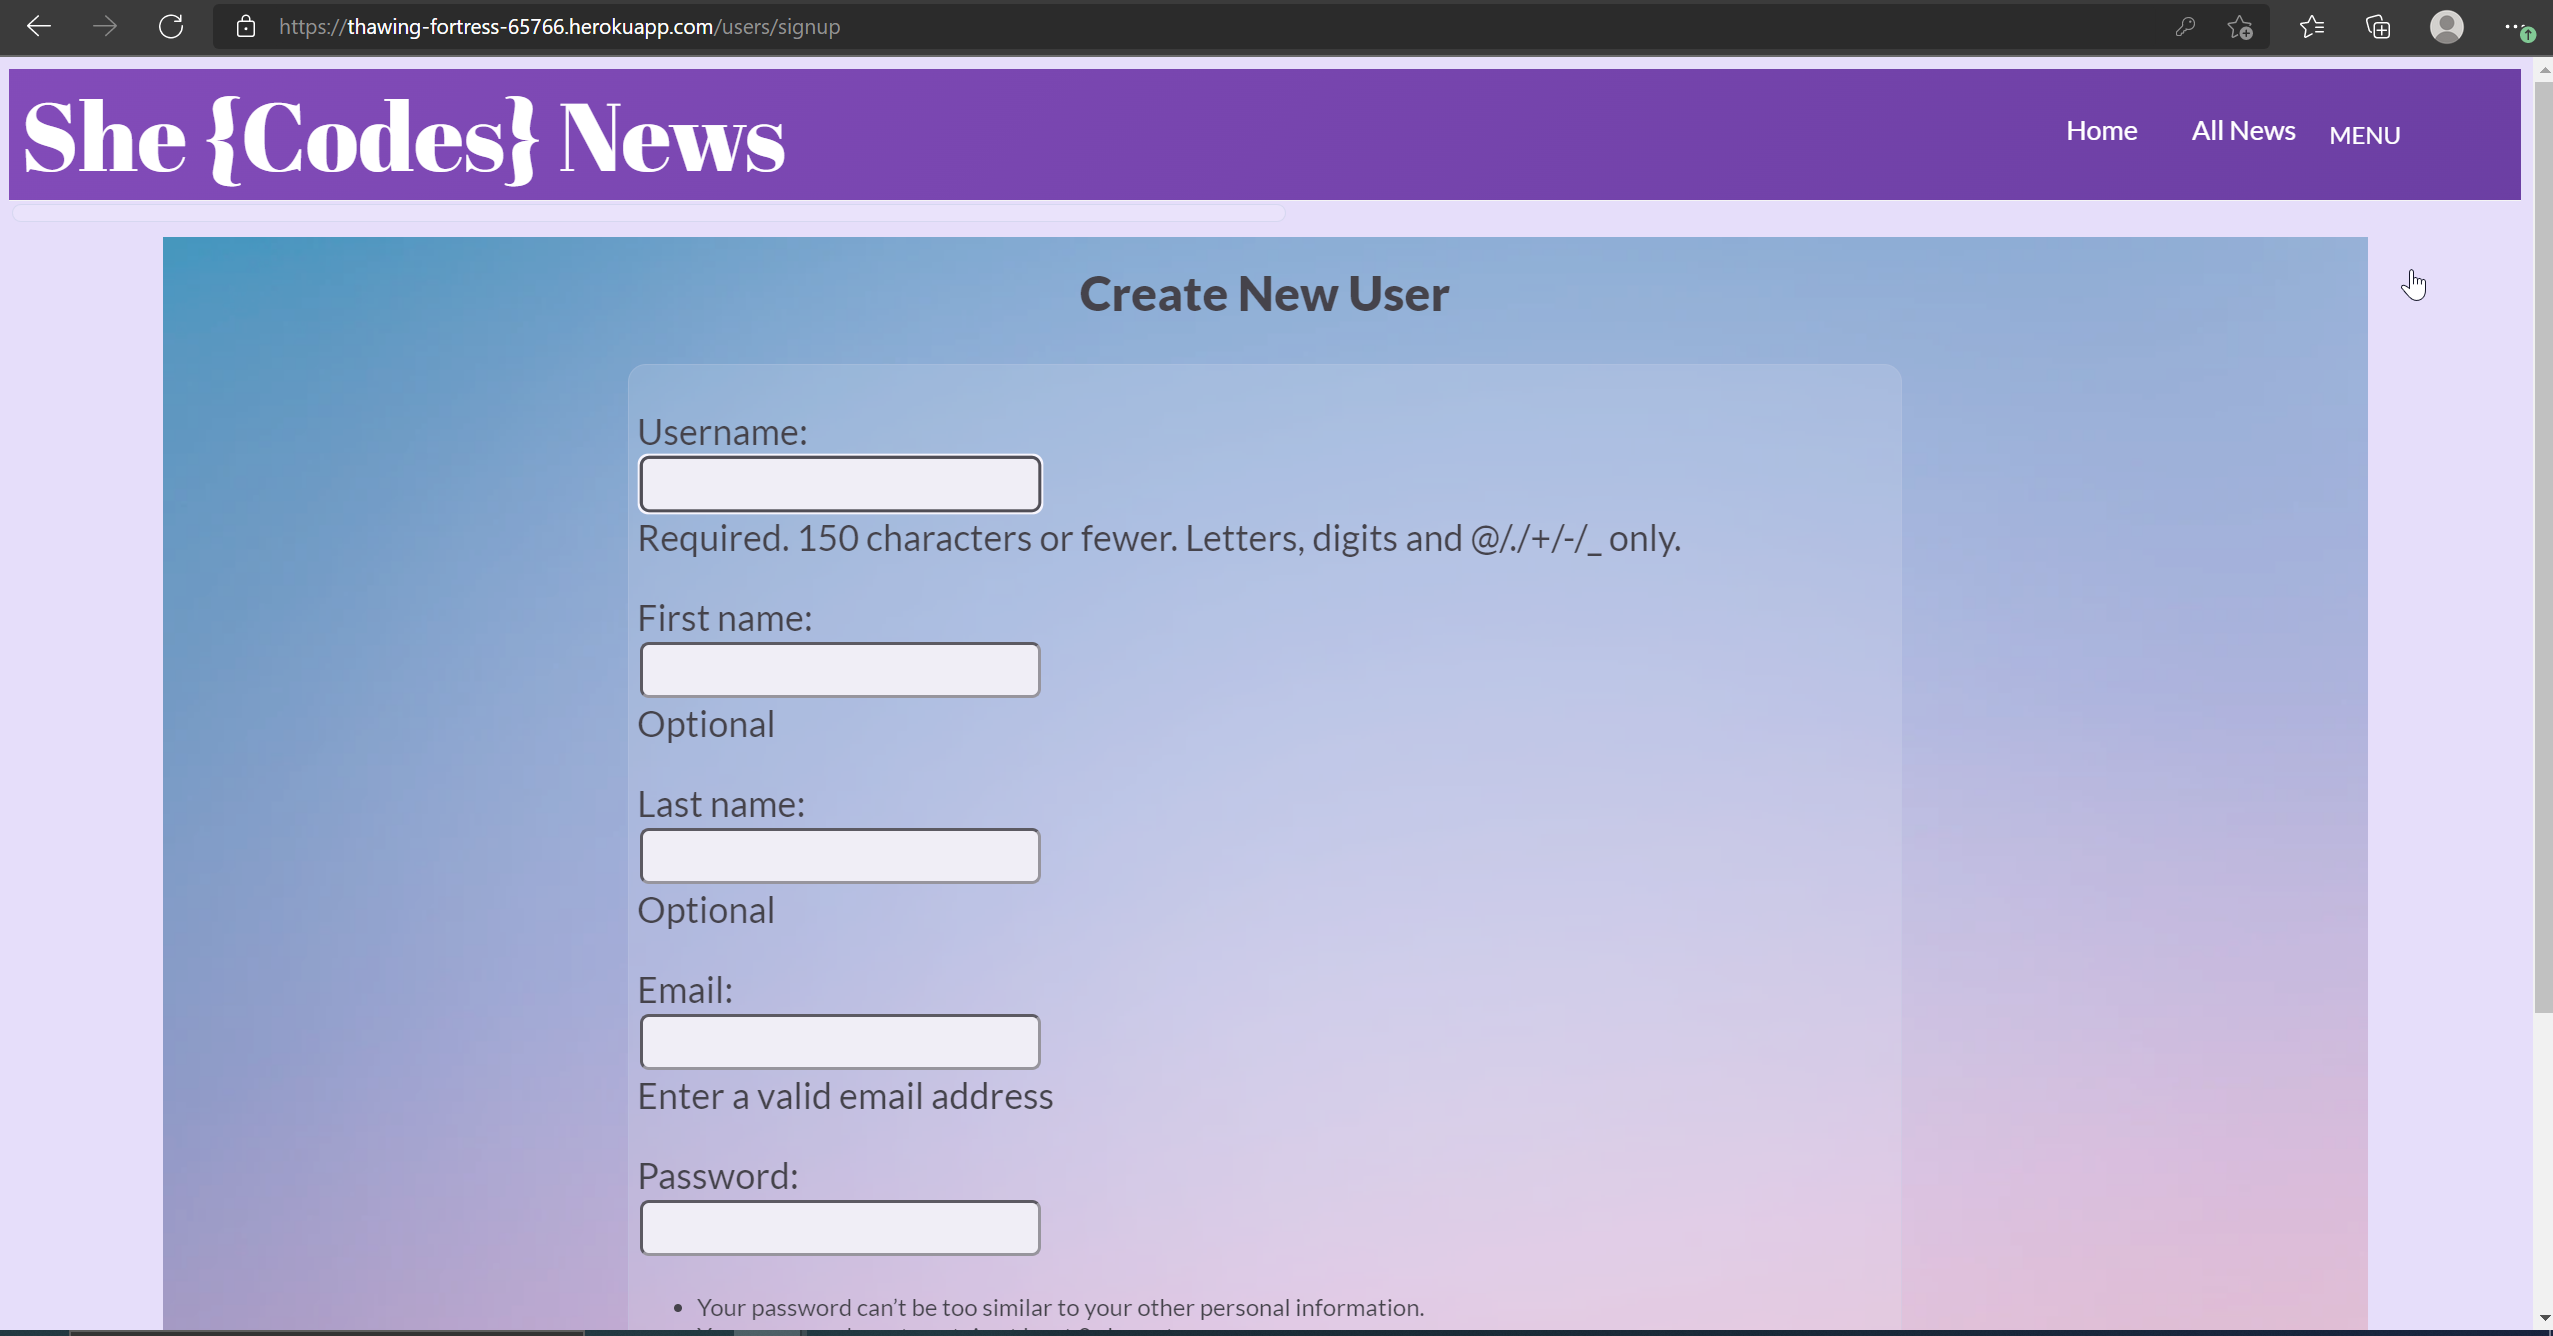 https://thawing-fortress-65766.herokuapp.com/users/signup
She {Codes} News
Home All News MENU
Create New User
Username:
Required. 150 characters or fewer. Letters, digits and @/./+/-/_ only.
First name:
Optional
Last name:
Optional
Email:
Enter a valid email address
Password:
• Your password can’t be too similar to your other personal information.